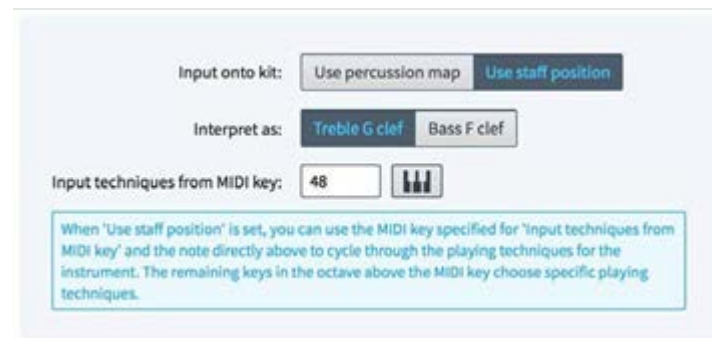 Input onto kit: Use percussion map Use staff position
Interpret as: Treble G clef Bass F clef
Input techniques from MIDI key: 48
When 'Use staff position' is set, you can use the MIDI key specified for 'Input techniques from
MIDI key' and the note directly above to cycle through the playing techniques for the
instrument. The remaining keys in the octave above the MIDI key choose specific playing
techniques.